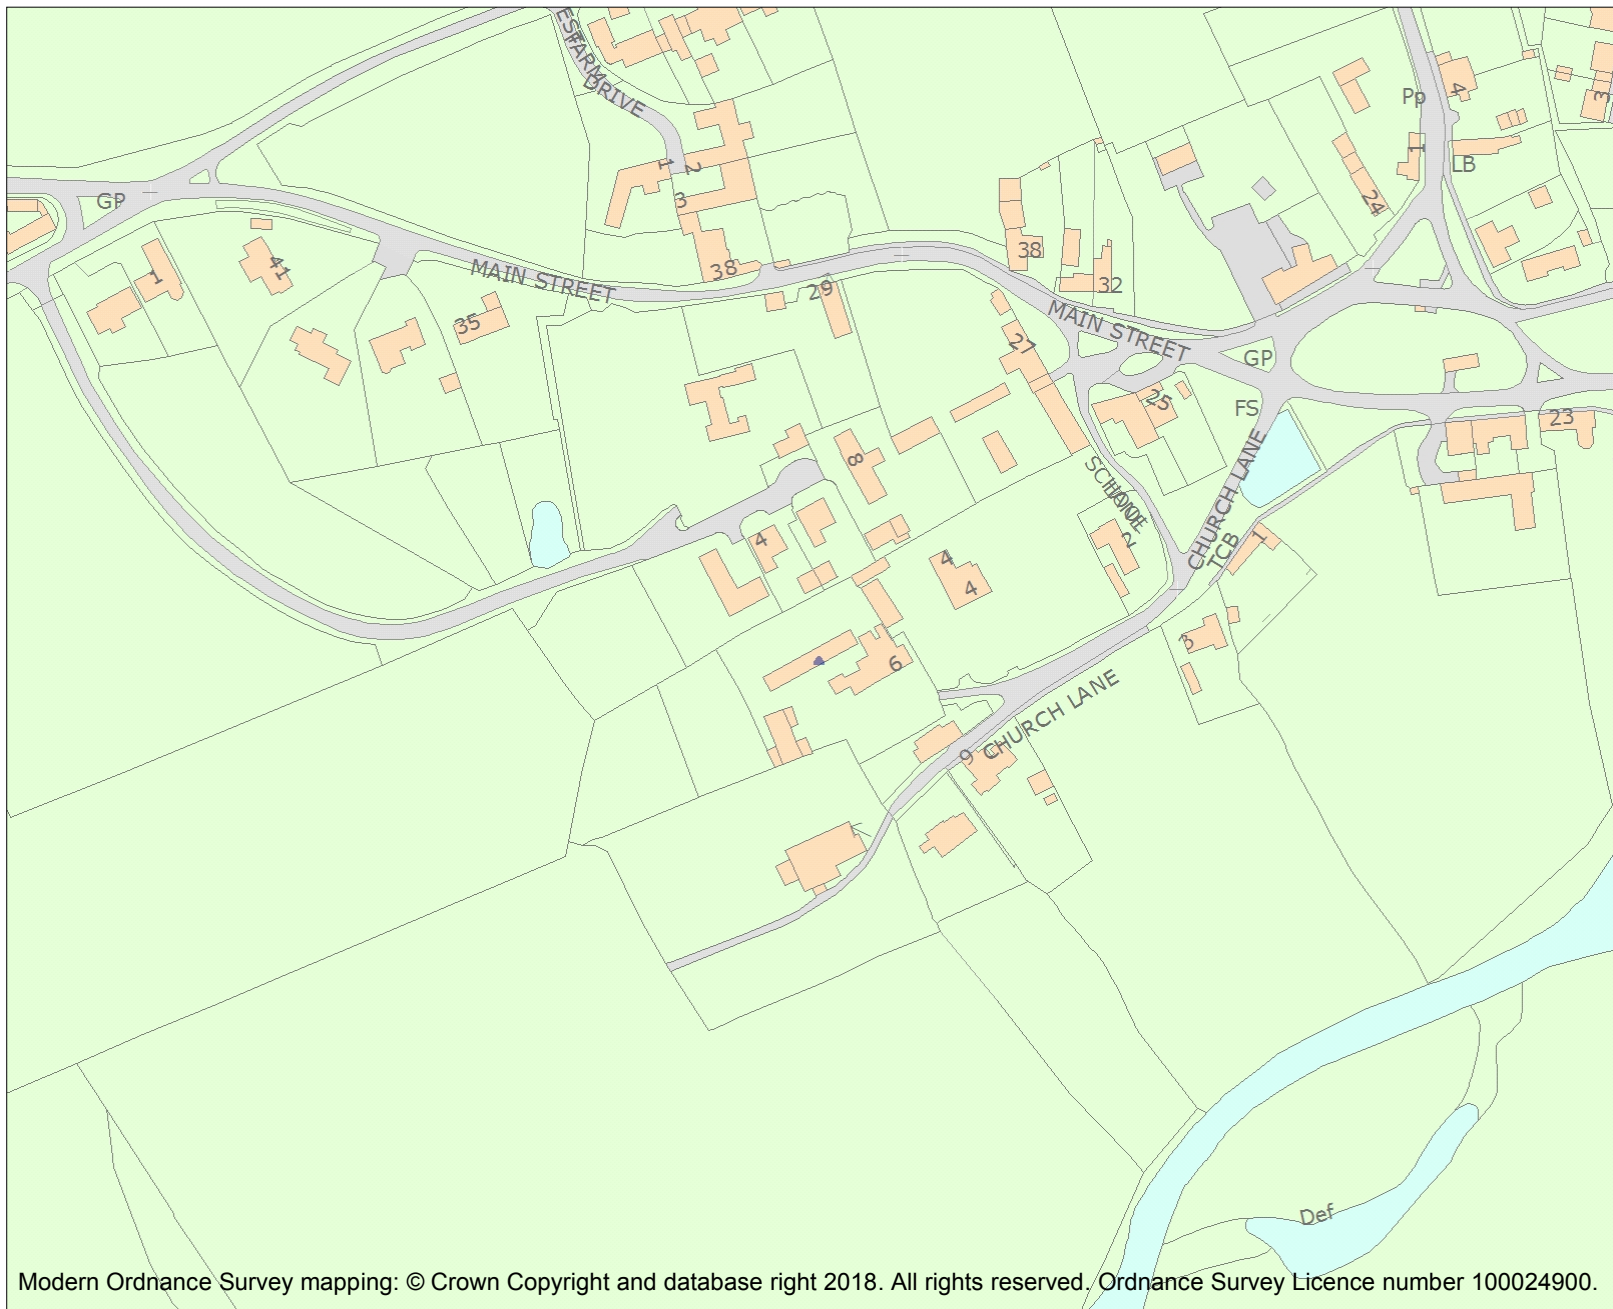 EST FARM
DRIVE
Pp
4
3
1
LB
1
2
3
24
GP
1
41
38
38
32
MAIN STREET
29
35
MAIN STREET
27
GP
25
FS
23
8
SCHOOL
LANE
CHURCH LANE
TCB
1
4
2
4
4
3
6
CHURCH LANE
9
Def
Modern Ordnance Survey mapping: © Crown Copyright and database right 2018. All rights reserved. Ordnance Survey Licence number 100024900.